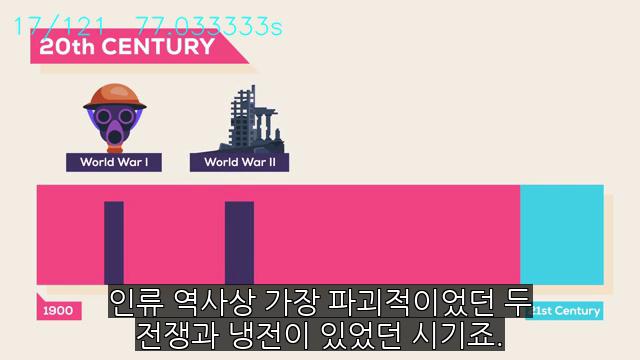 17/121 77.033333s
20th CENTURY
World War I
World War II
1900
21st Century
인류 역사상 가장 파괴적이었던 두
전쟁과 냉전이 있었던 시기죠.